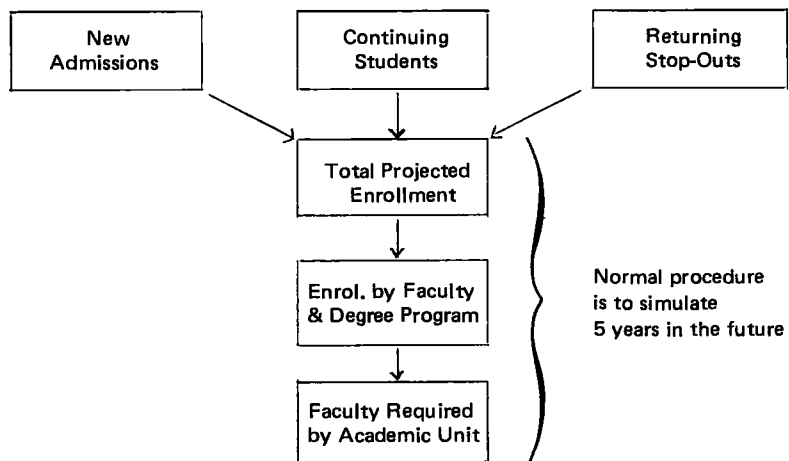 New
Admissions
Continuing
Students
Returning
Stop-Outs
Total Projected
Enrollment
Enrol. by Faculty
& Degree Program
Faculty Required
by Academic Unit
Normal procedure
is to simulate
5 years in the future